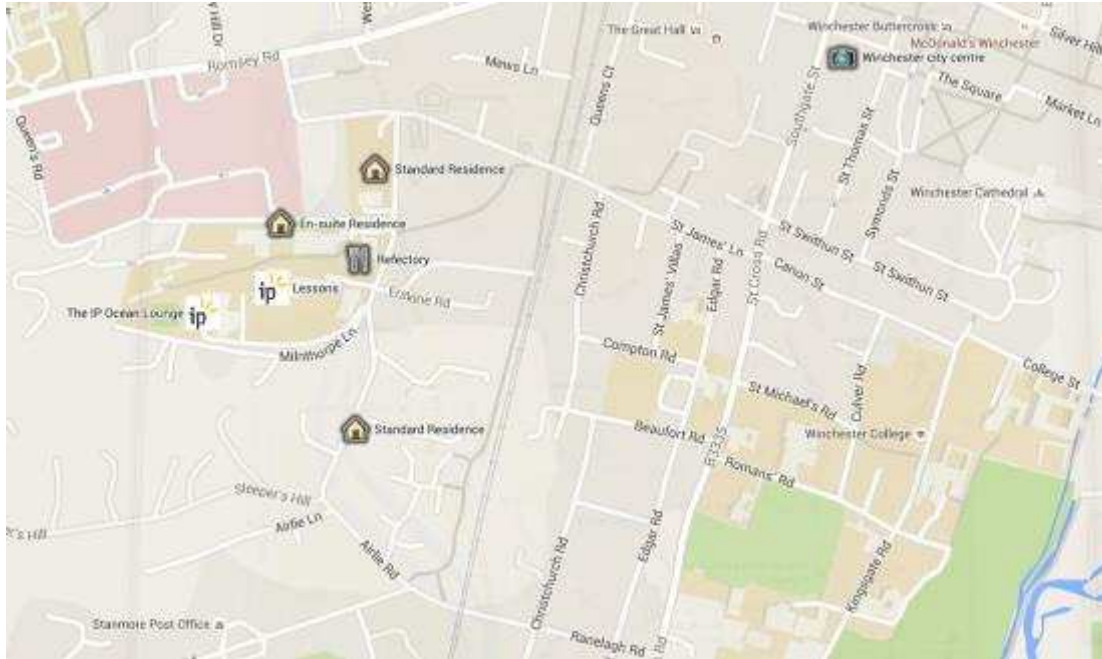 Romsey Rd
Queen's Rd
Mews Ln
Queens Ct
The Great Hall
Winchester Buttercross
McDonald's Winchester
Silver Hill
Winchester city centre
The Square
Market Ln
Southgate St
St Thomas St
Symonds St
Winchester Cathedral
Standard Residence
En-suite Residence
Refectory
ip
Lessons
The IP Ocean Lounge
ip
Erskine Rd
Milnthorpe Ln
Christchurch Rd
St James' Ln
St James' Villas
Edgar Rd
St Cross Rd
Canon St
St Swithun St
St Swithun St
College St
Compton Rd
St Michael's Rd
Culver Rd
Winchester College
Beaufort Rd
B3335
Romans' Rd
Standard Residence
Sleeper's Hill
Airlie Ln
Airlie Rd
Christchurch Rd
Edgar Rd
Kingsgate Rd
Stanmore Post Office
Ranelagh Rd